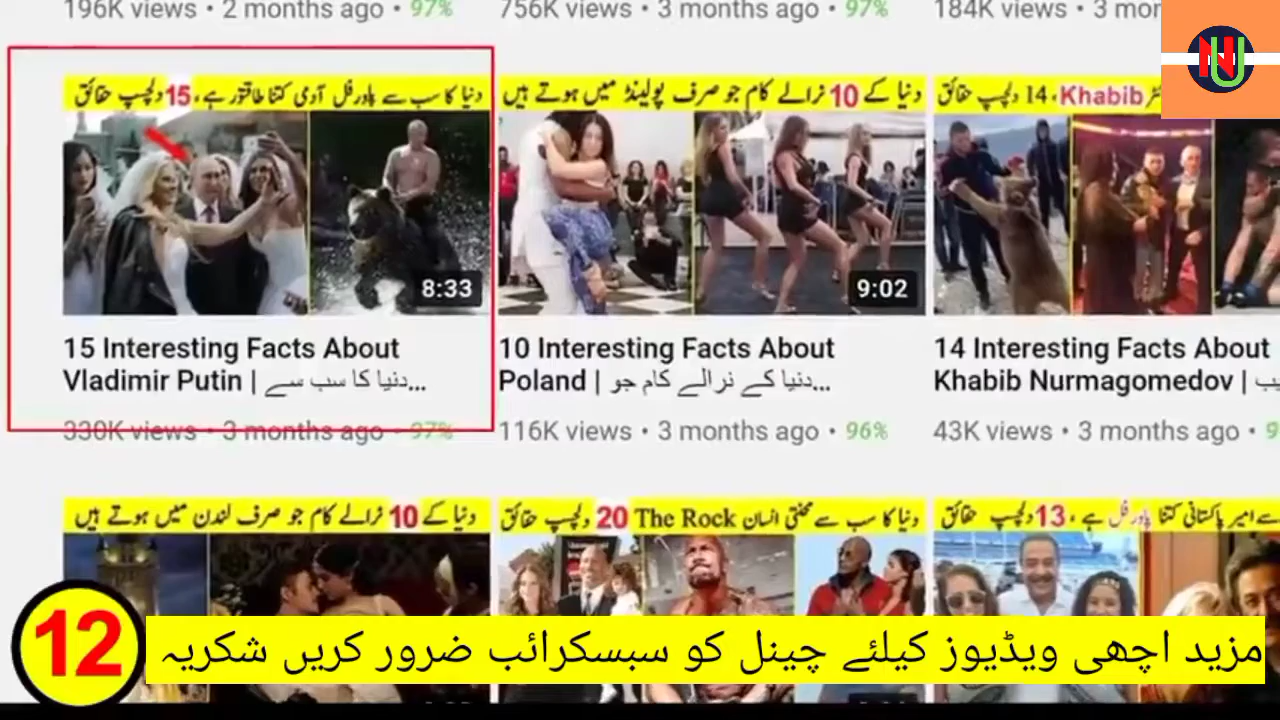 196K views • 2 months ago • 97%
756K views • 3 months ago • 97%
184K views • 3
NU
دنیا کا سب سے پاورفل آدمی کتنا طاقتور ہے، 15 دلچسپ حقائق
دنیا کے 10 نرالے کام جو صرف پولینڈ میں ہوتے ہیں
Khabib، 14 دلچسپ حقائق
8:33
9:02
15 Interesting Facts About
Vladimir Putin | دنیا کا سب سے...
10 Interesting Facts About
Poland | دنیا کے نرالے کام جو...
14 Interesting Facts About
Khabib Nurmagomedov |
330K views • 3 months ago • 97%
116K views • 3 months ago • 96%
43K views • 3 months ago •
دنیا کے 10 نرالے کام جو صرف لندن میں ہوتے ہیں
دنیا کا سب سے محنتی انسان The Rock 20 دلچسپ حقائق
سے امیر پاکستانی کتنا پاورفل ہے، 13 دلچسپ حقائق
12
مزید اچھی ویڈیوز کیلئے چینل کو سبسکرائب ضرور کریں شکریہ